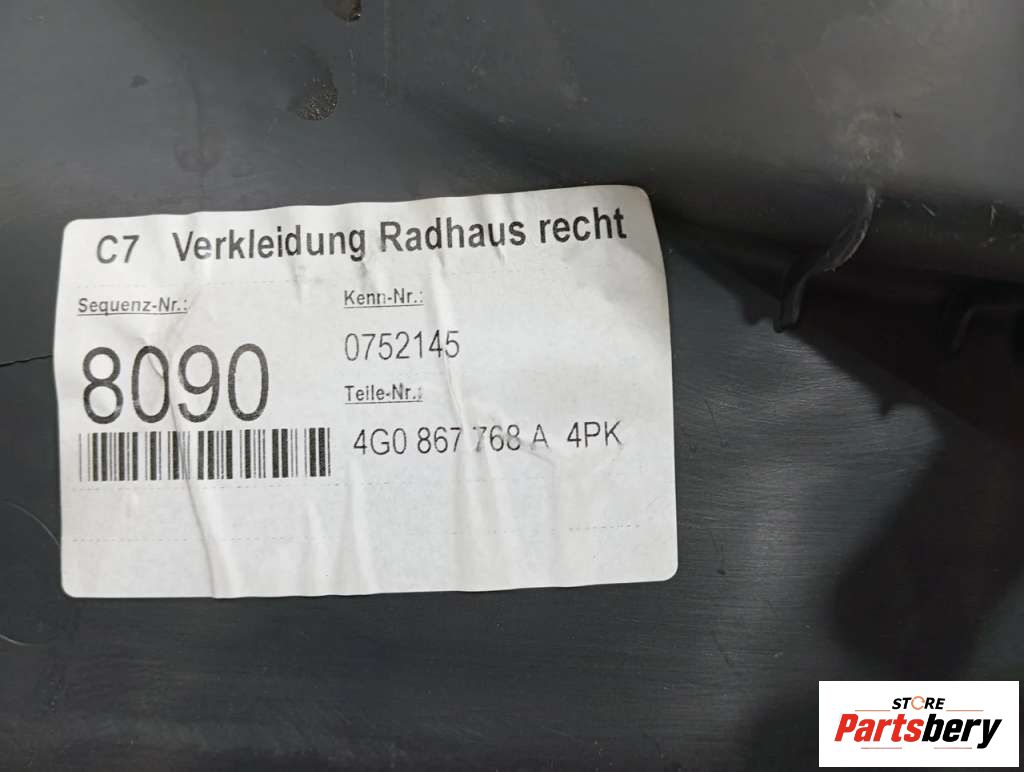 C7 Verkleidung Radhaus recht
Sequenz-Nr.:
8090
Kenn-Nr.:
0752145
Teile-Nr.:
4G0 867 768 A 4PK
STORE
Partsbery